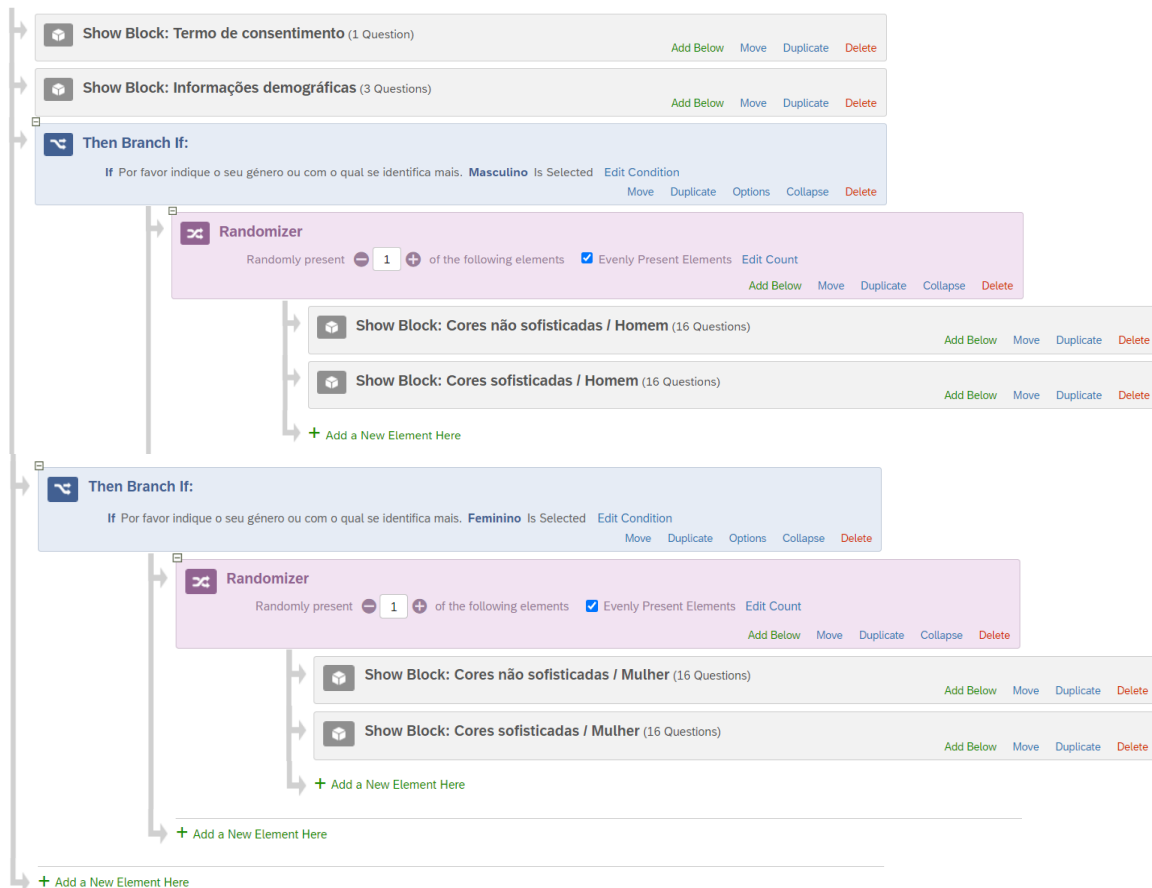 Show Block: Termo de consentimento (1 Question)
Add Below Move Duplicate Delete
Show Block: Informações demográficas (3 Questions)
Add Below Move Duplicate Delete
Then Branch If:
If Por favor indique o seu género ou com o qual se identifica mais. Masculino Is Selected Edit Condition
Move Duplicate Options Collapse Delete
Randomizer
Randomly present 1 of the following elements Evenly Present Elements Edit Count
Add Below Move Duplicate Collapse Delete
Show Block: Cores não sofisticadas / Homem (16 Questions)
Add Below Move Duplicate Delete
Show Block: Cores sofisticadas / Homem (16 Questions)
Add Below Move Duplicate Delete
+ Add a New Element Here
Then Branch If:
If Por favor indique o seu género ou com o qual se identifica mais. Feminino Is Selected Edit Condition
Move Duplicate Options Collapse Delete
Randomizer
Randomly present 1 of the following elements Evenly Present Elements Edit Count
Add Below Move Duplicate Collapse Delete
Show Block: Cores não sofisticadas / Mulher (16 Questions)
Add Below Move Duplicate Delete
Show Block: Cores sofisticadas / Mulher (16 Questions)
Add Below Move Duplicate Delete
+ Add a New Element Here
+ Add a New Element Here
+ Add a New Element Here